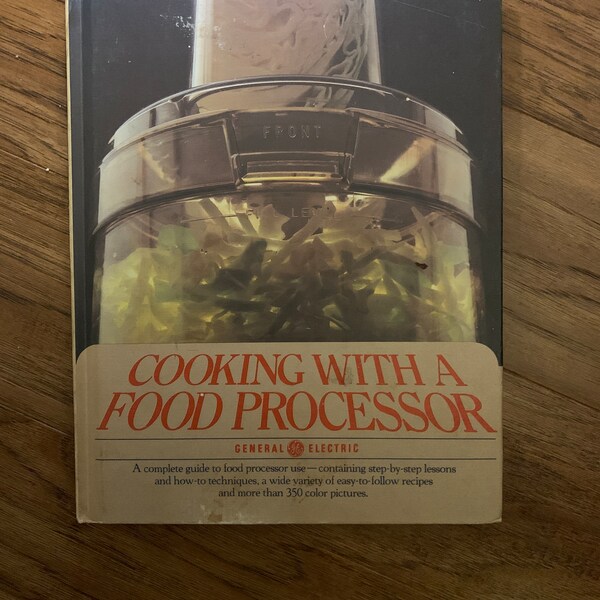 FRONT
COOKING WITH A
FOOD PROCESSOR
GENERAL GE ELECTRIC
A complete guide to food processor use—containing step-by-step lessons
and how-to techniques, a wide variety of easy-to-follow recipes
and more than 350 color pictures.